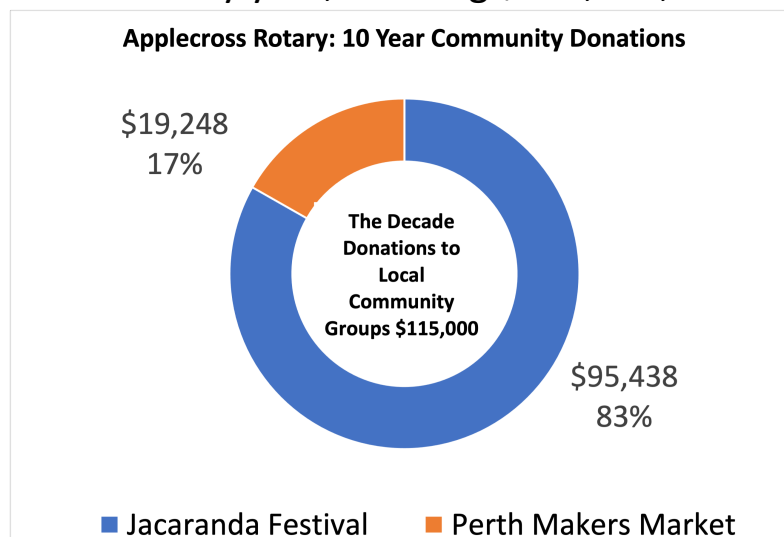 Applecross Rotary: 10 Year Community Donations
$19,248
17%
The Decade
Donations to
Local
Community
Groups $115,000
$95,438
83%
Jacaranda Festival
Perth Makers Market